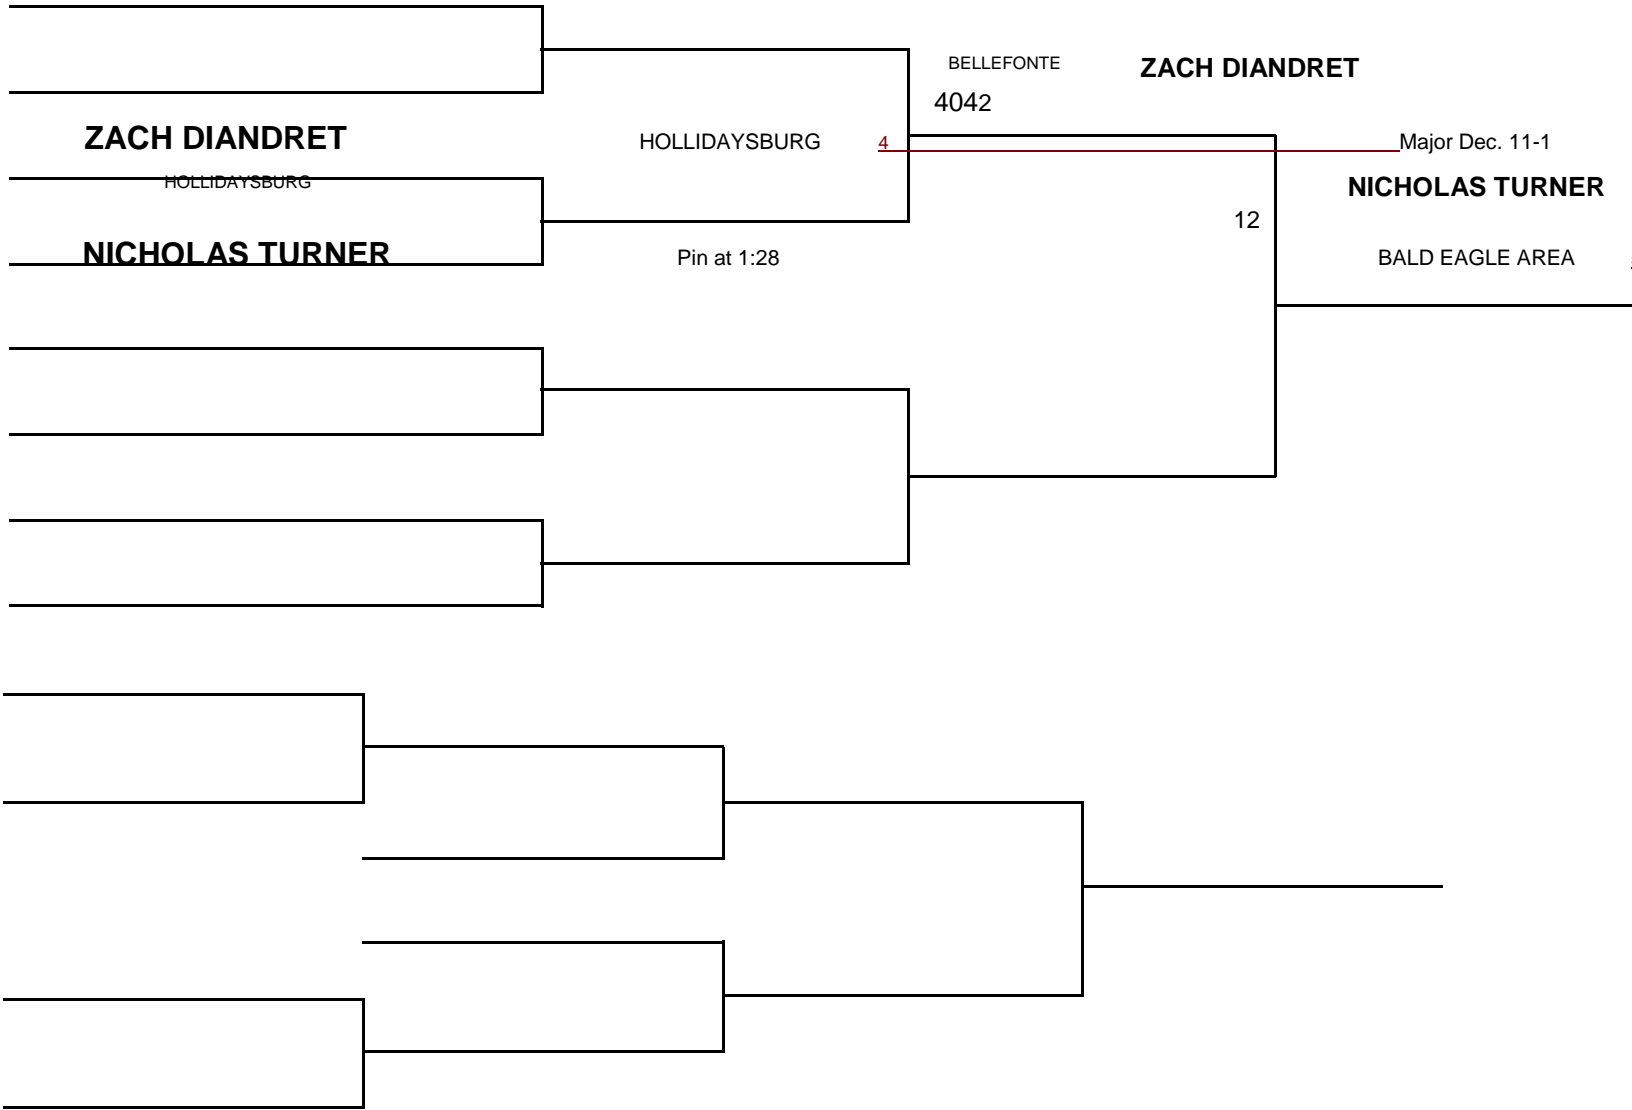 BELLEFONTE ZACH DIANDRET
4042
ZACH DIANDRET HOLLIDAYSBURG 4 Major Dec. 11-1
HOLLIDAYSBURG NICHOLAS TURNER
12
NICHOLAS TURNER Pin at 1:28 BALD EAGLE AREA